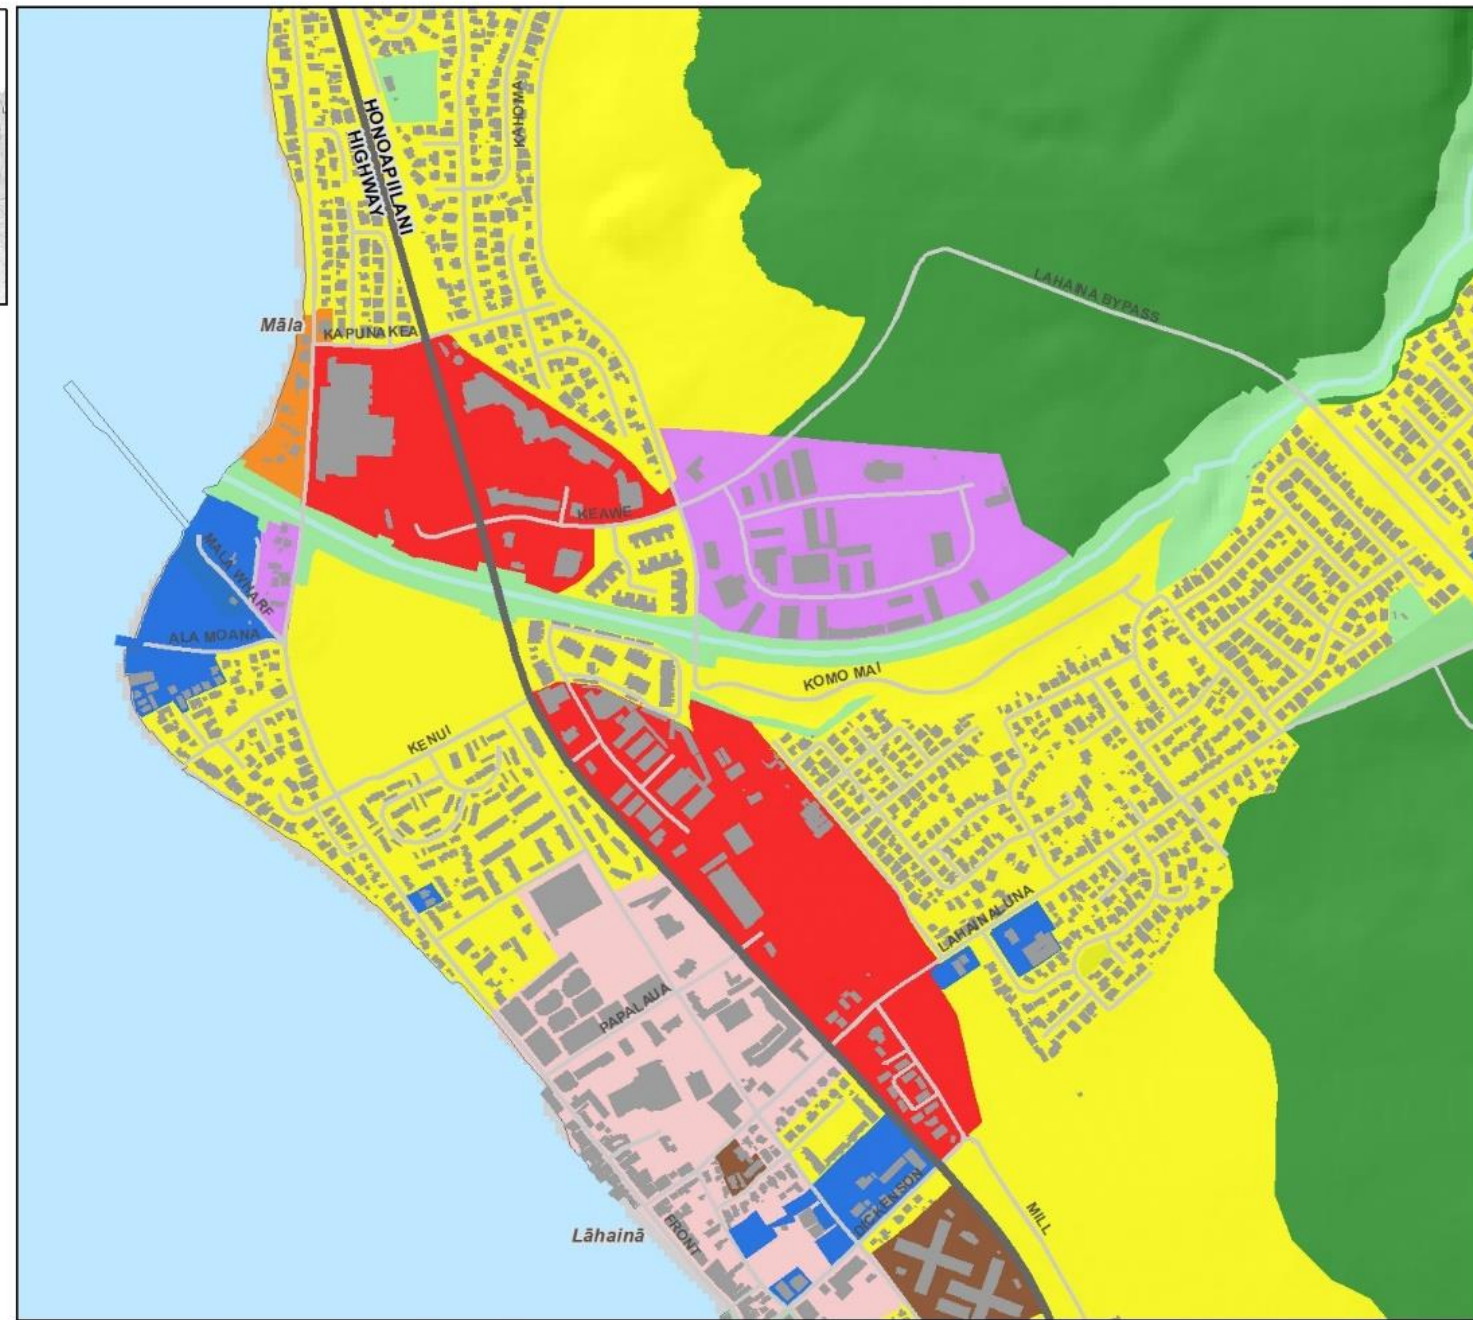 KAHOMA
HONOAPIILANI
HIGHWAY
LAHAINA BYPASS
Māla
KAPUNAKEA
KEAWE
MALA WHARF
ALA MOANA
KOMO MAI
KENUI
LAHAINALUNA
PAPALAUA
DICKENSON
MILL
FRONT
Lāhainā